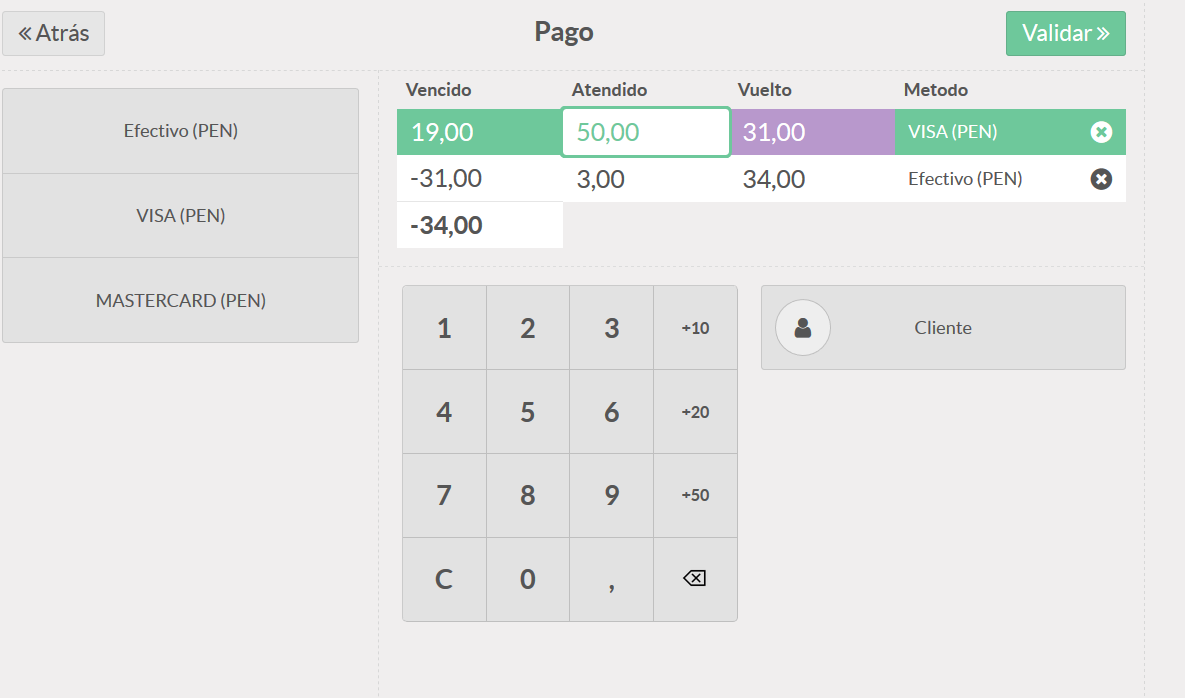 Atrás
Pago
Validar
Vencido Atendido Vuelto Metodo
19,00 50,00 31,00 VISA (PEN)
-31,00 3,00 34,00 Efectivo (PEN)
-34,00
Efectivo (PEN)
VISA (PEN)
MASTERCARD (PEN)
1 2 3 +10
4 5 6 +20
7 8 9 +50
C 0 ,
Cliente